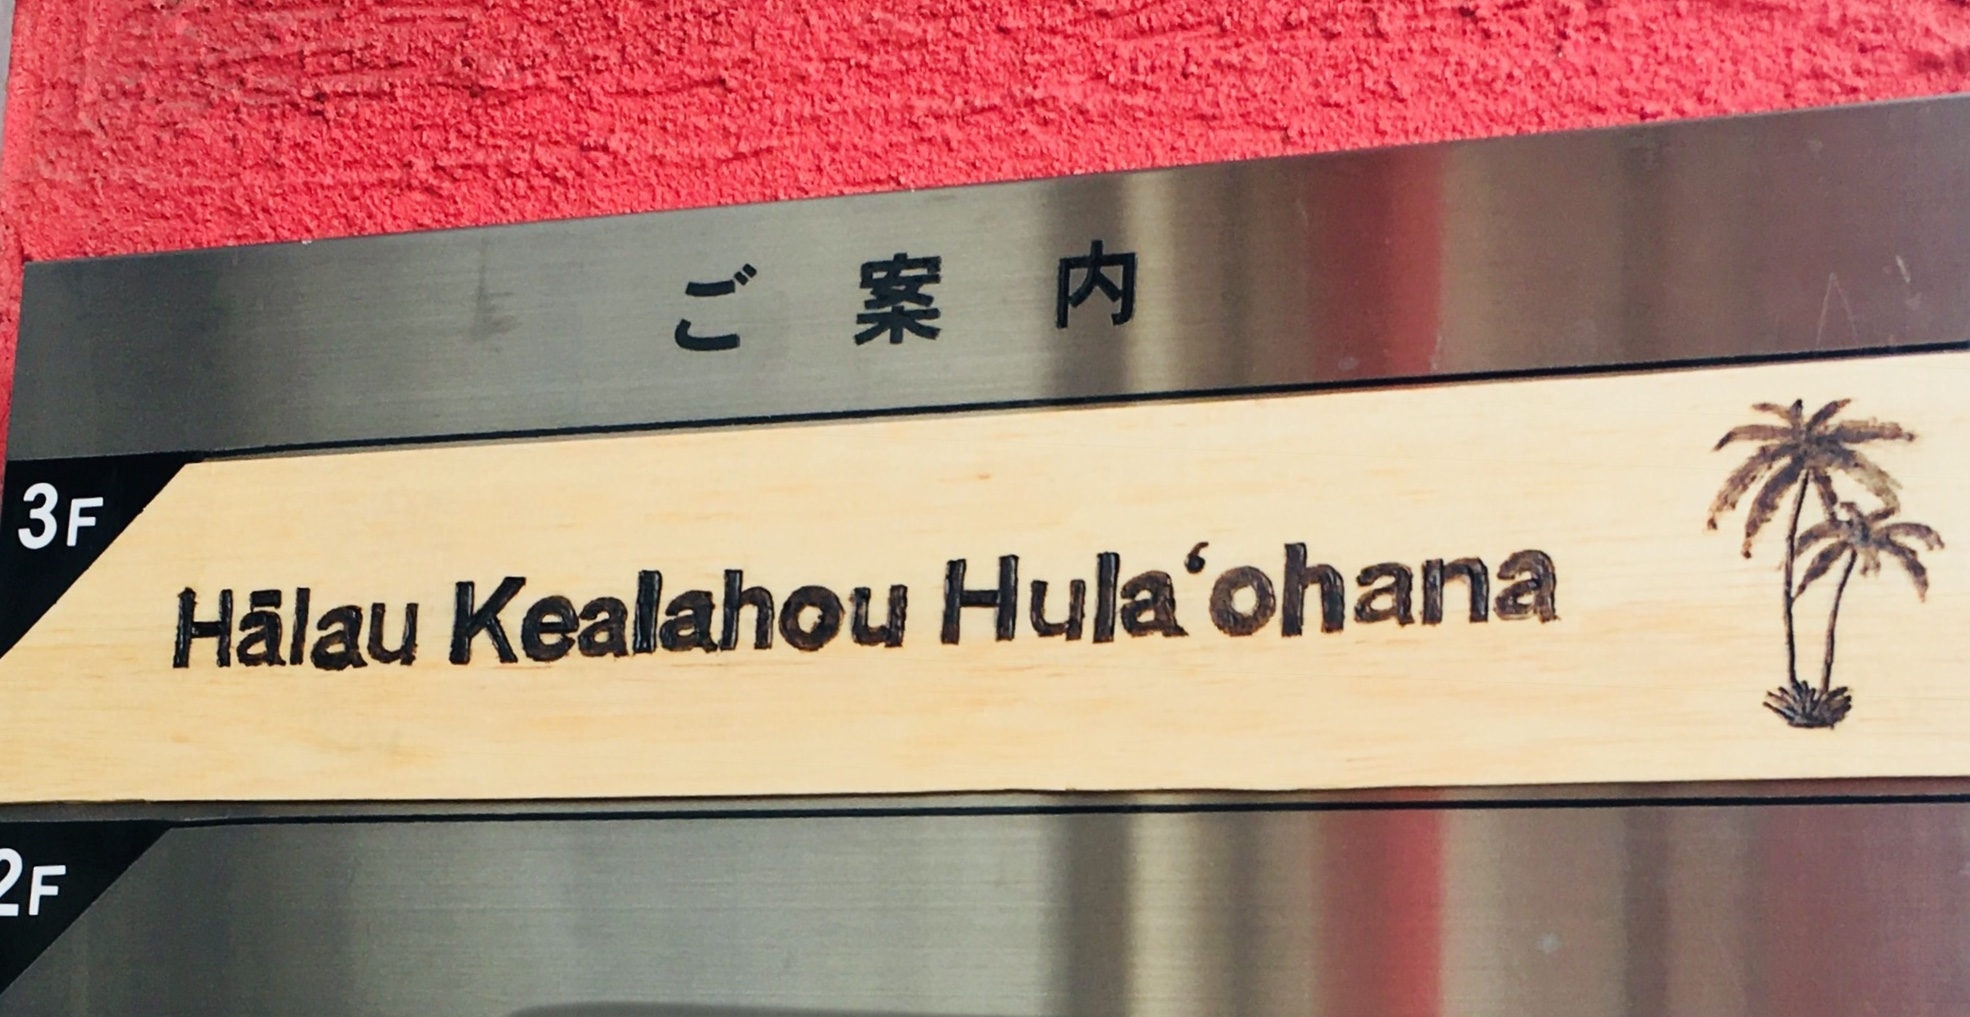 ご案内
3F
Hālau Kealahou Hulaʻohana
2F